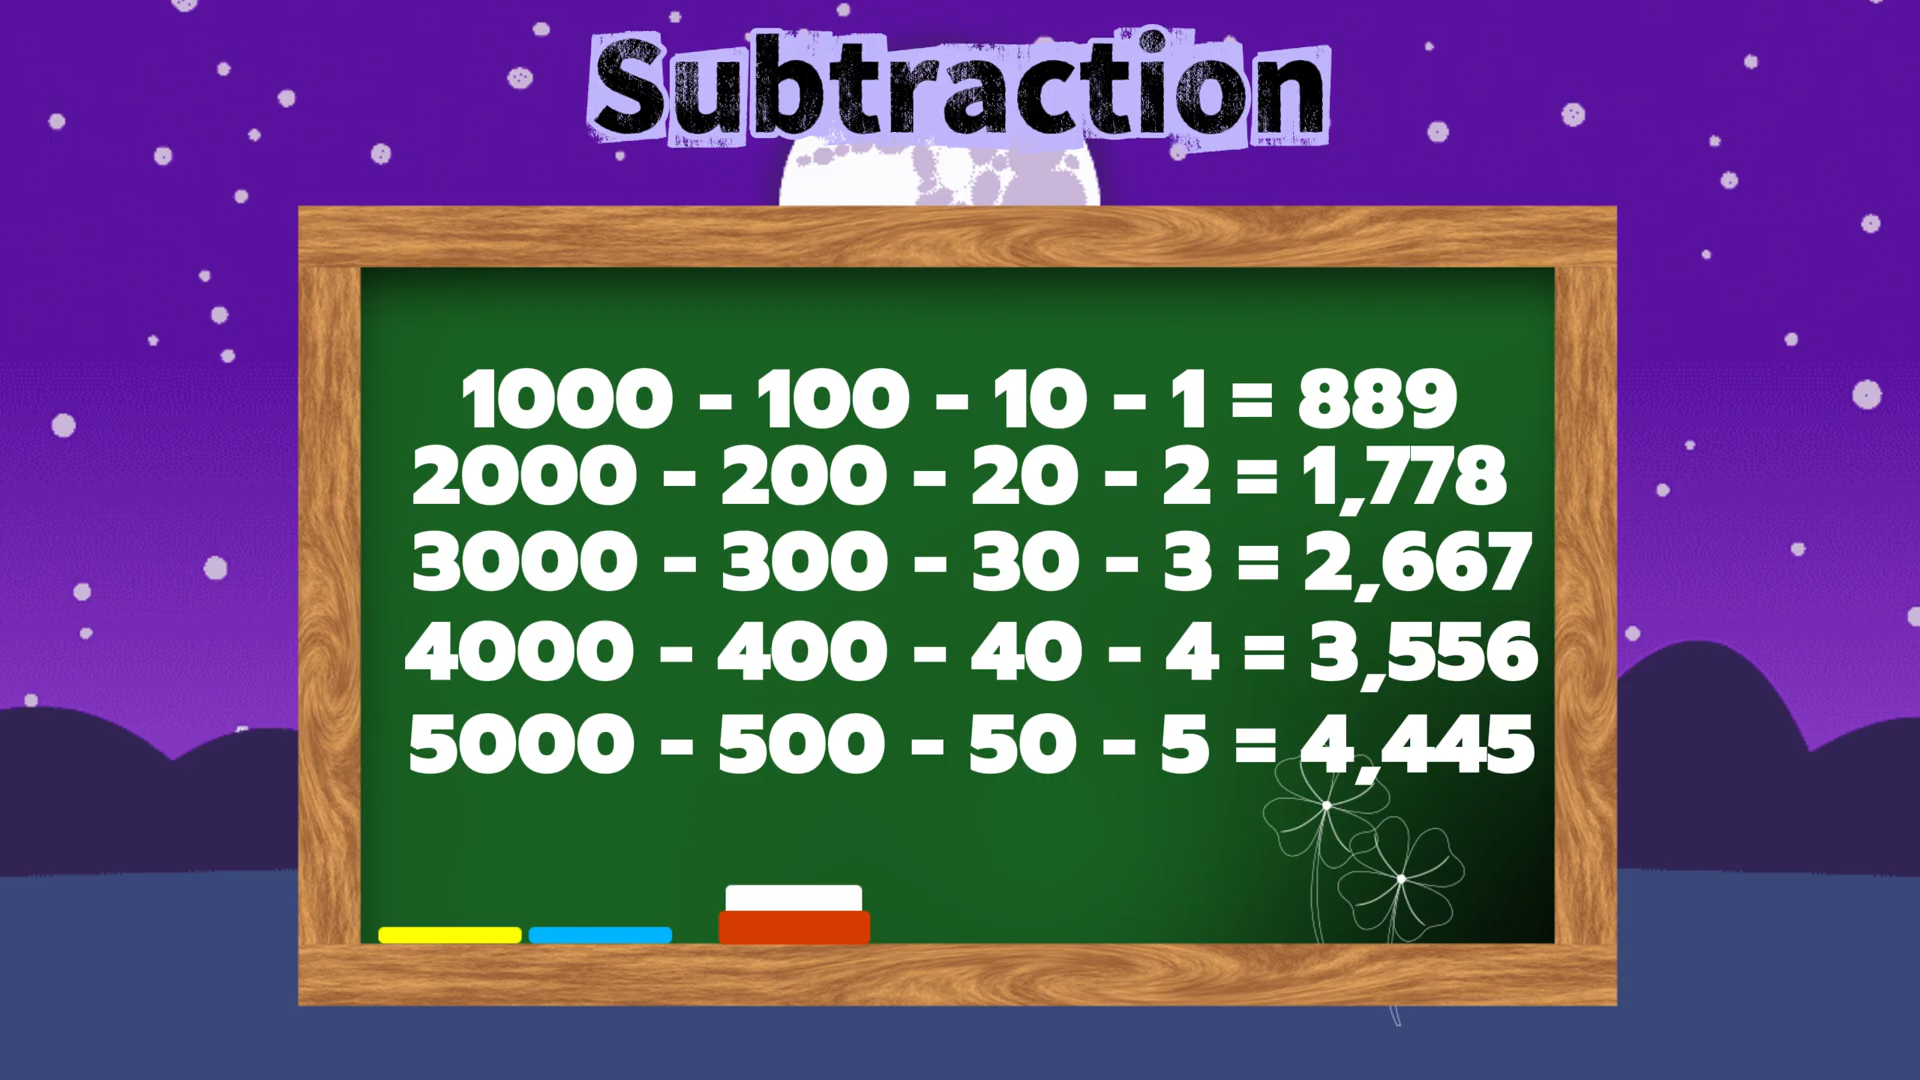 Subtraction
1000 - 100 - 10 - 1 = 889
2000 - 200 - 20 - 2 = 1,778
3000 - 300 - 30 - 3 = 2,667
4000 - 400 - 40 - 4 = 3,556
5000 - 500 - 50 - 5 = 4,445